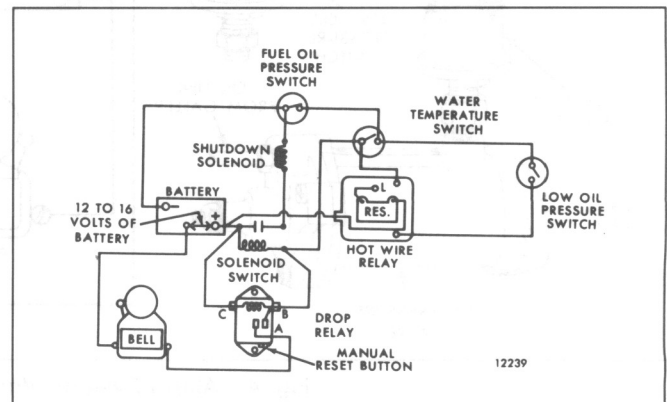 FUEL OIL
PRESSURE
SWITCH
WATER
TEMPERATURE
SWITCH
SHUTDOWN
SOLENOID
BATTERY
12 TO 16
VOLTS OF
BATTERY
L
RES.
LOW OIL
PRESSURE
SWITCH
HOT WIRE
RELAY
SOLENOID
SWITCH
C
B
A
DROP
RELAY
BELL
MANUAL
RESET BUTTON
12239